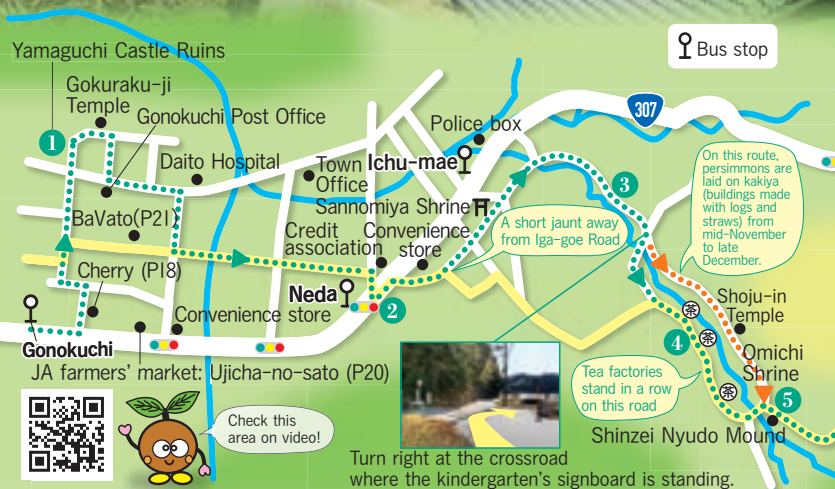 Yamaguchi Castle Ruins
Gokuraku-ji
Temple
Gonokuchi Post Office
1
Daito Hospital
BaVato(P21)
Cherry (P18)
Convenience store
Gonokuchi
JA farmers' market: Ujicha-no-sato (P20)
Check this
area on video!
Bus stop
307
Police box
Ichu-mae
Town
Office
Sannomiya Shrine
Credit
association
Convenience
store
Neda
2
A short jaunt away
from Iga-goe Road
3
On this route,
persimmons are
laid on kakiya
(buildings made
with logs and
straws) from
mid-November
to late
December.
Shoju-in
Temple
茶
茶
茶
4
Omichi
Shrine
5
Tea factories
stand in a row
on this road
Shinzei Nyudo Mound
Turn right at the crossroad
where the kindergarten's signboard is standing.